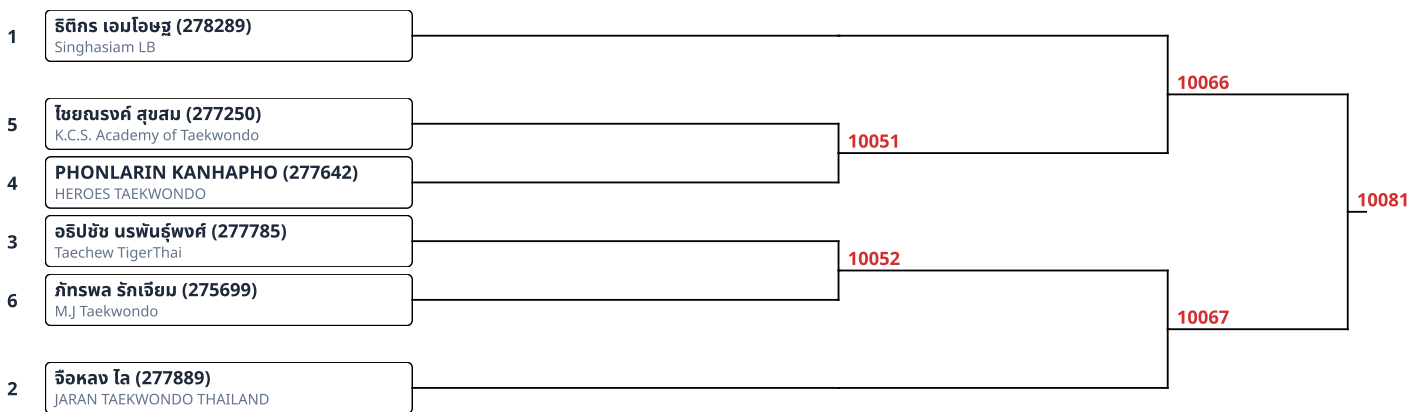 1
ธิติกร เอมโอษฐ (278289)
Singhasiam LB
10066
5
ไชยณรงค์ สุขสม (277250)
K.C.S. Academy of Taekwondo
10051
4
PHONLARIN KANHAPHO (277642)
HEROES TAEKWONDO
10081
3
อธิปชัช นรพันธุ์พงศ์ (277785)
Taechew TigerThai
10052
6
ภัทรพล รักเจียม (275699)
M.J Taekwondo
10067
2
จือหลง ไล (277889)
JARAN TAEKWONDO THAILAND